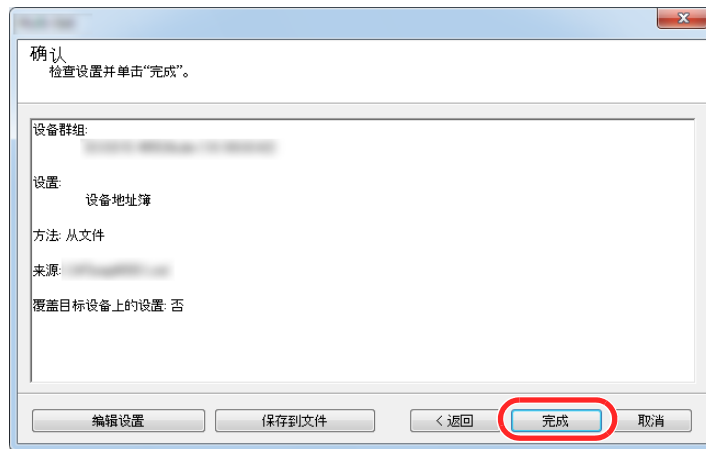 确认
检查设置并单击“完成”。
设备群组:
设置:
设备地址簿
方法: 从文件
来源:
覆盖目标设备上的设置: 否
编辑设置
保存到文件
< 返回
完成
取消